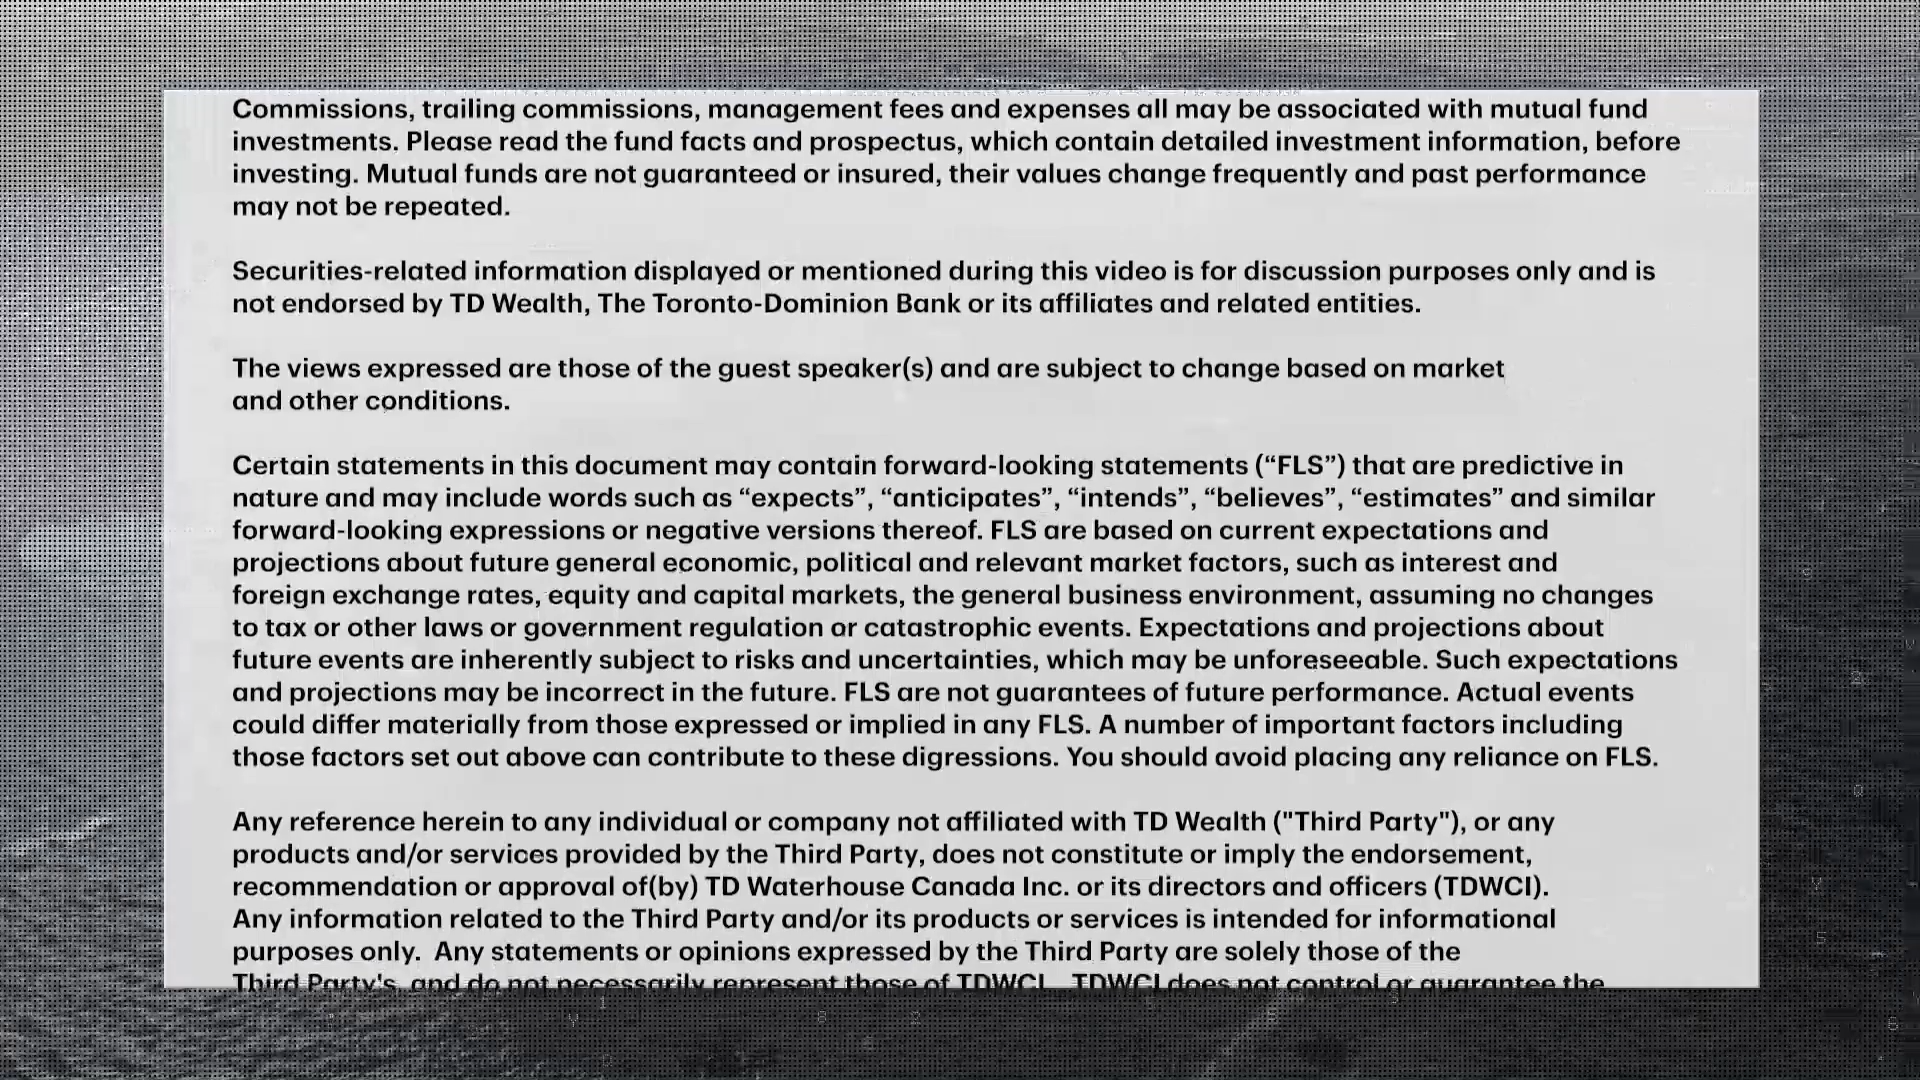 Commissions, trailing commissions, management fees and expenses all may be associated with mutual fund
investments. Please read the fund facts and prospectus, which contain detailed investment information, before
investing. Mutual funds are not guaranteed or insured, their values change frequently and past performance
may not be repeated.
Securities-related information displayed or mentioned during this video is for discussion purposes only and is
not endorsed by TD Wealth, The Toronto-Dominion Bank or its affiliates and related entities.
The views expressed are those of the guest speaker(s) and are subject to change based on market
and other conditions.
Certain statements in this document may contain forward-looking statements (“FLS”) that are predictive in
nature and may include words such as “expects”, “anticipates”, “intends”, “believes”, “estimates” and similar
forward-looking expressions or negative versions thereof. FLS are based on current expectations and
projections about future general economic, political and relevant market factors, such as interest and
foreign exchange rates, equity and capital markets, the general business environment, assuming no changes
to tax or other laws or government regulation or catastrophic events. Expectations and projections about
future events are inherently subject to risks and uncertainties, which may be unforeseeable. Such expectations
and projections may be incorrect in the future. FLS are not guarantees of future performance. Actual events
could differ materially from those expressed or implied in any FLS. A number of important factors including
those factors set out above can contribute to these digressions. You should avoid placing any reliance on FLS.
Any reference herein to any individual or company not affiliated with TD Wealth ("Third Party"), or any
products and/or services provided by the Third Party, does not constitute or imply the endorsement,
recommendation or approval of(by) TD Waterhouse Canada Inc. or its directors and officers (TDWCI).
Any information related to the Third Party and/or its products or services is intended for informational
purposes only.  Any statements or opinions expressed by the Third Party are solely those of the
Third Party's, and do not necessarily represent those of TDWCI.  TDWCI does not control or guarantee the